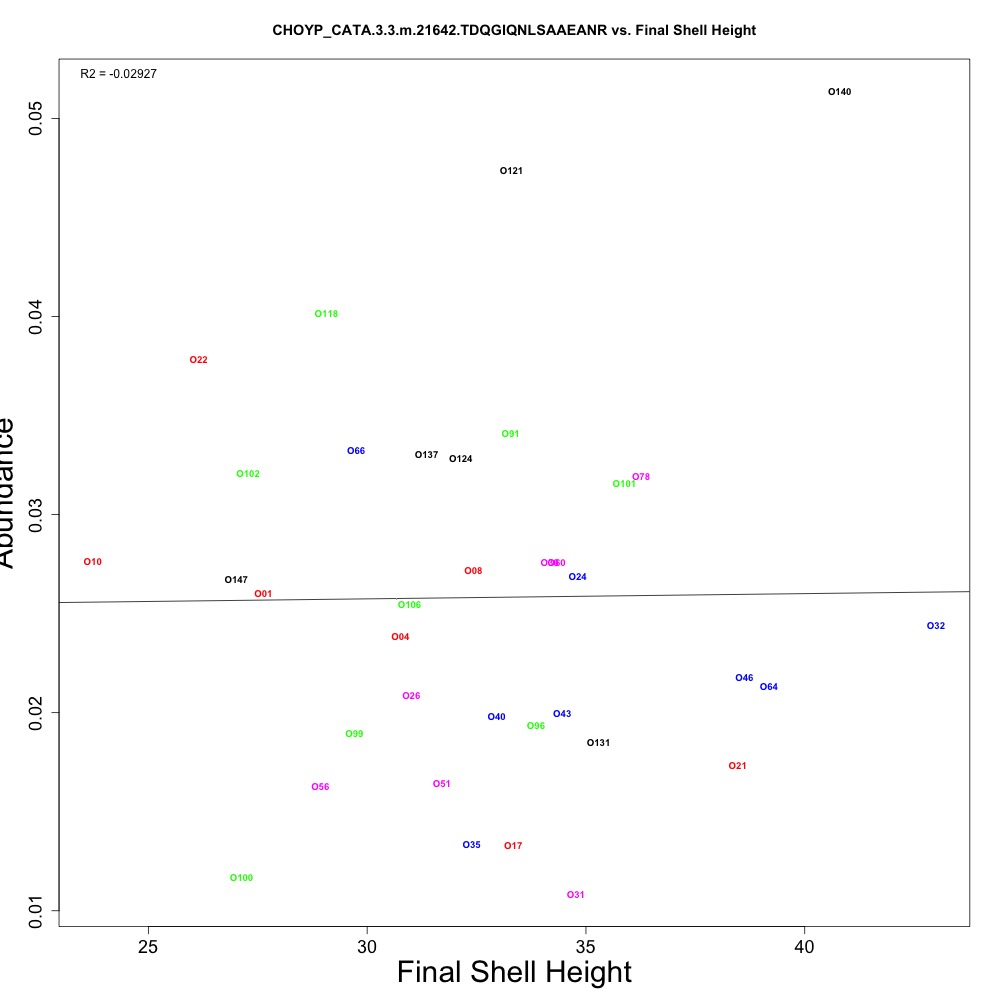 CHOYP_CATA.3.3.m.21642.TDQGIQNLSAAEANR vs. Final Shell Height
R2 = -0.02927
O140
O121
O118
O22
O91
O66
O137
O124
O102
O78
O101
O10
O60
O08
O24
O147
O01
O106
O32
O04
O46
O64
O26
O43
O40
O96
O99
O131
O21
O51
O56
O35
O17
O100
O31
0.05
0.04
0.03
0.02
0.01
Abundance
25 30 35 40
Final Shell Height